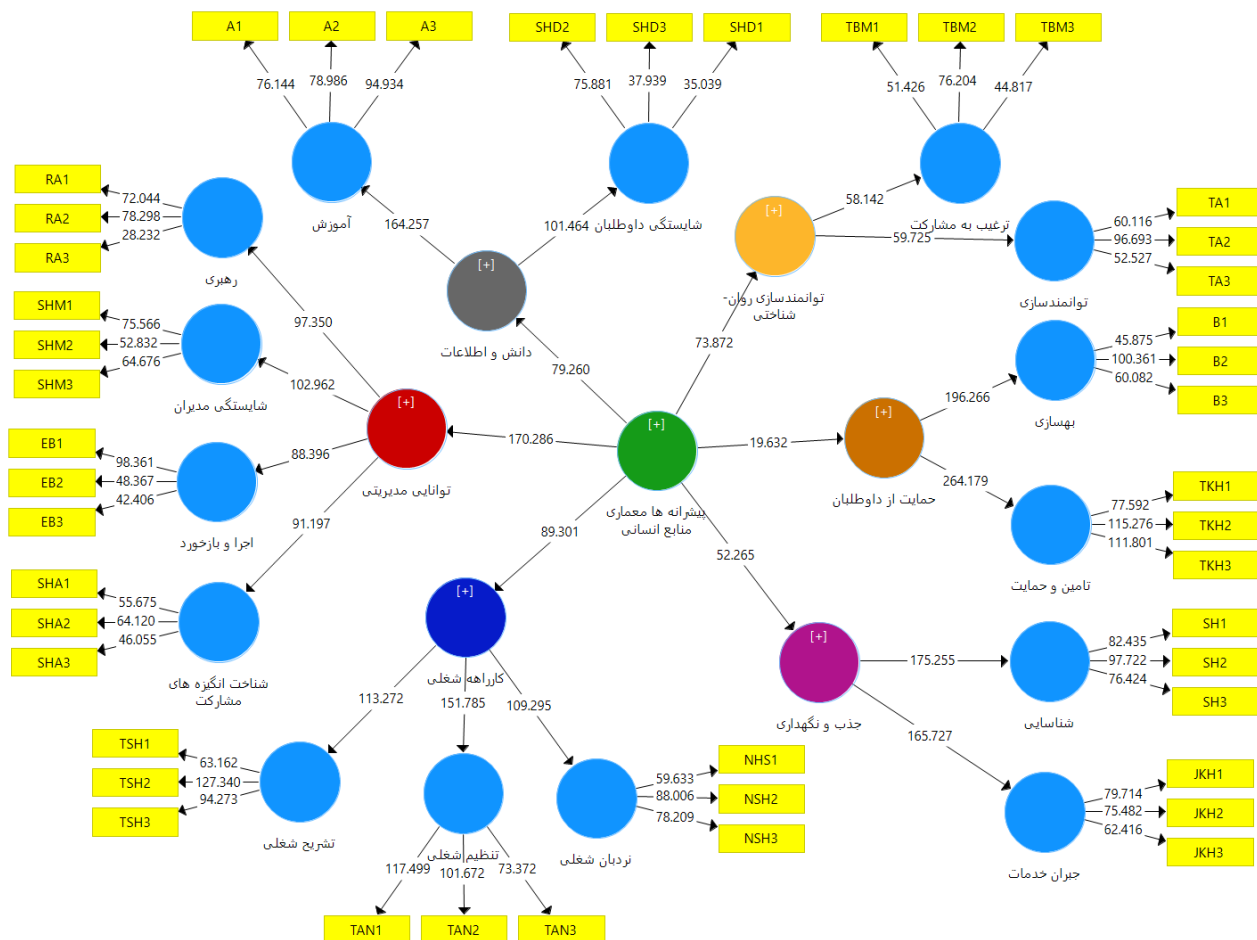 A1
A2
A3
SHD2
SHD3
SHD1
TBM1
TBM2
TBM3
76.144
78.986
94.934
75.881
37.939
35.039
51.426
76.204
44.817
آموزش
شایستگی داوطلبان
ترغیب به مشارکت
164.257
101.464
58.142
59.725
RA1
RA2
RA3
72.044
78.298
28.232
رهبری
[+]
دانش و اطلاعات
[+]
توانمندسازی روان-
شناختی
TA1
TA2
TA3
60.116
96.693
52.527
توانمندسازی
SHM1
SHM2
SHM3
75.566
52.832
64.676
شایستگی مدیران
97.350
102.962
88.396
91.197
79.260
73.872
B1
B2
B3
45.875
100.361
60.082
بهسازی
[+]
توانایی مدیریتی
170.286
[+]
پیشرانه ها معماری
منابع انسانی
19.632
[+]
حمایت از داوطلبان
196.266
264.179
EB1
EB2
EB3
98.361
48.367
42.406
اجرا و بازخورد
TKH1
TKH2
TKH3
77.592
115.276
111.801
تامین و حمایت
89.301
52.265
SHA1
SHA2
SHA3
55.675
64.120
46.055
شناخت انگیزه های
مشارکت
[+]
کارراهه شغلی
113.272
151.785
109.295
[+]
جذب و نگهداری
175.255
165.727
SH1
SH2
SH3
82.435
97.722
76.424
شناسایی
TSH1
TSH2
TSH3
63.162
127.340
94.273
تشریح شغلی
تنظیم شغلی
117.499
101.672
73.372
TAN1
TAN2
TAN3
NHS1
NSH2
NSH3
59.633
88.006
78.209
نردبان شغلی
JKH1
JKH2
JKH3
79.714
75.482
62.416
جبران خدمات